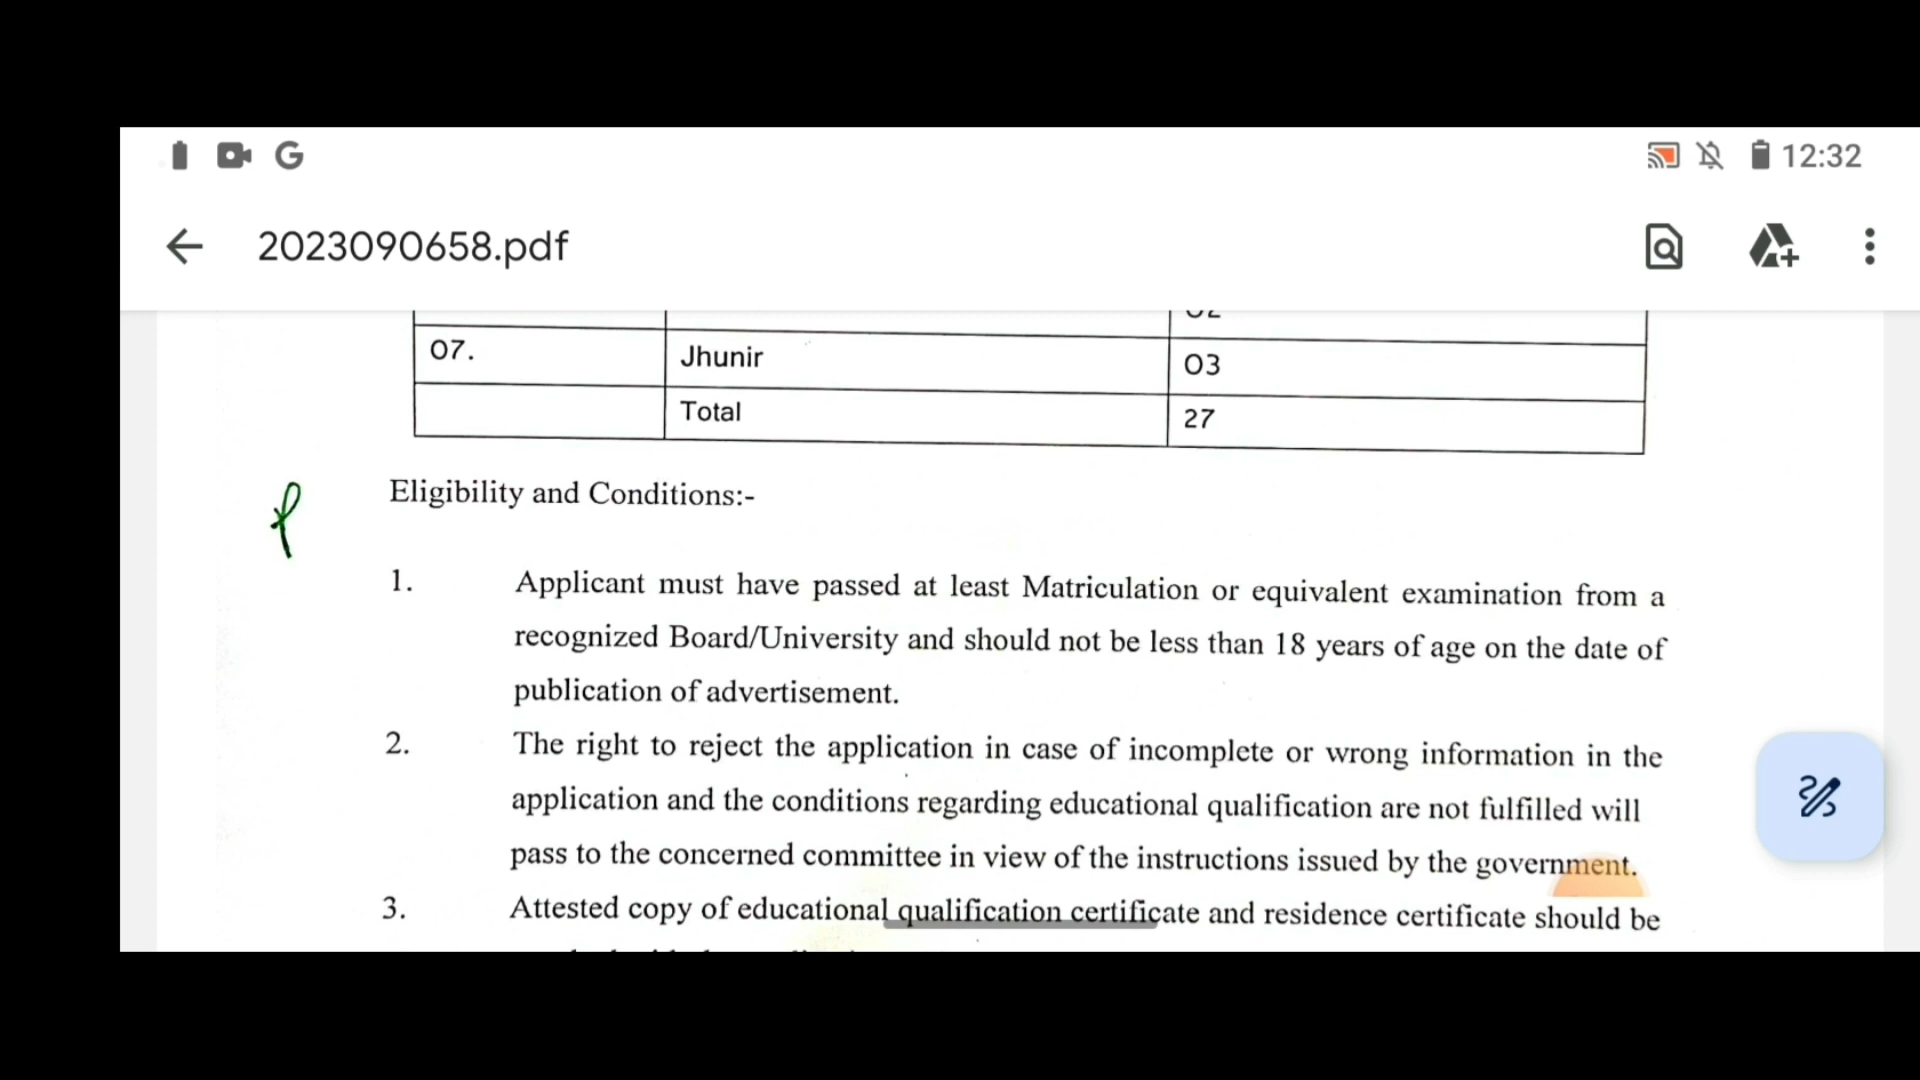 12:32
2023090658.pdf
02
07. Jhunir 03
Total 27
Eligibility and Conditions:-
1. Applicant must have passed at least Matriculation or equivalent examination from a
recognized Board/University and should not be less than 18 years of age on the date of
publication of advertisement.
2. The right to reject the application in case of incomplete or wrong information in the
application and the conditions regarding educational qualification are not fulfilled will
pass to the concerned committee in view of the instructions issued by the government.
3. Attested copy of educational qualification certificate and residence certificate should be